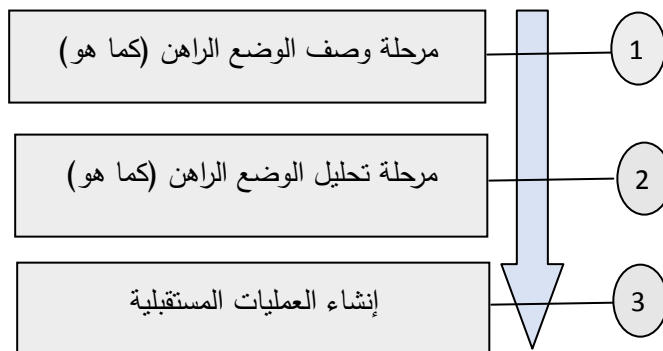 مرحلة وصف الوضع الراهن (كما هو)
1
مرحلة تحليل الوضع الراهن (كما هو)
2
إنشاء العمليات المستقبلية
3